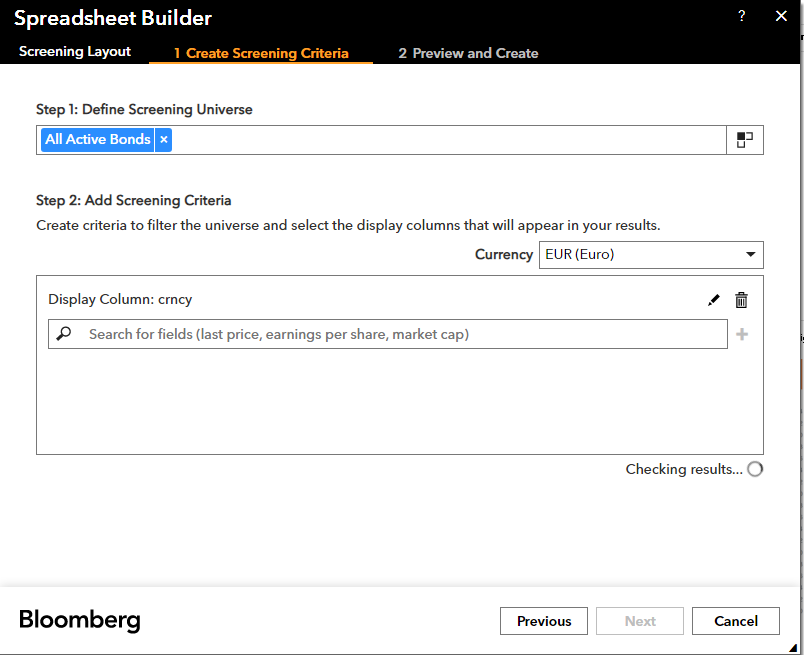 Spreadsheet Builder
?
Screening Layout
1 Create Screening Criteria
2 Preview and Create
Step 1: Define Screening Universe
All Active Bonds ×
Step 2: Add Screening Criteria
Create criteria to filter the universe and select the display columns that will appear in your results.
Currency EUR (Euro)
Display Column: crncy
Search for fields (last price, earnings per share, market cap)
Checking results...
Bloomberg
Previous
Next
Cancel